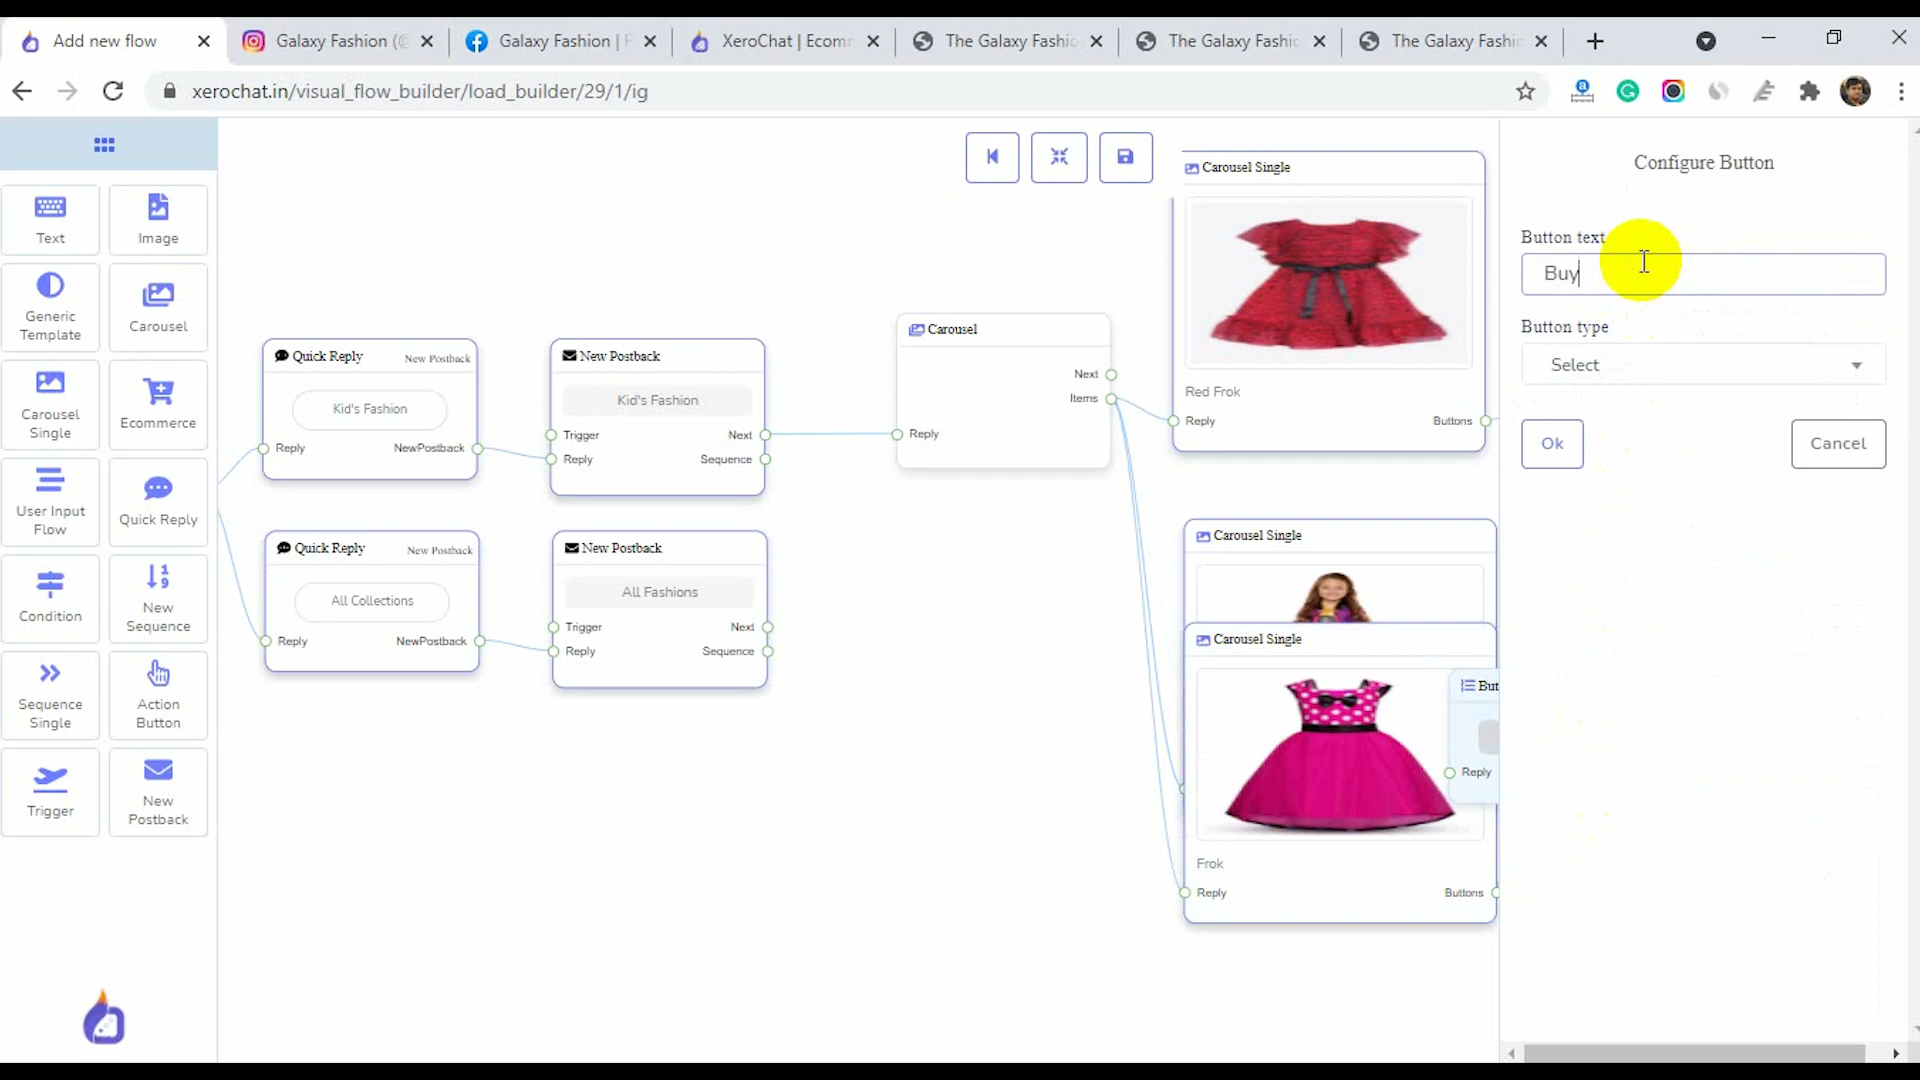 Add new flow
Galaxy Fashion (@
Galaxy Fashion | F
XeroChat | Ecomm
The Galaxy Fashic
The Galaxy Fashic
The Galaxy Fashic
xerochat.in/visual_flow_builder/load_builder/29/1/ig
Text
Image
Generic
Template
Carousel
Carousel
Single
Ecommerce
User Input
Flow
Quick Reply
Condition
New
Sequence
Sequence
Single
Action
Button
Trigger
New
Postback
Quick Reply
New Postback
Kid's Fashion
Reply
NewPostback
New Postback
Kid's Fashion
Trigger
Next
Reply
Sequence
Quick Reply
New Postback
All Collections
Reply
NewPostback
New Postback
All Fashions
Trigger
Next
Reply
Sequence
Carousel
Next
Items
Reply
Carousel Single
Red Frok
Reply
Buttons
Carousel Single
Carousel Single
But
Reply
Frok
Reply
Buttons
Configure Button
Button text
Buy
Button type
Select
Ok
Cancel